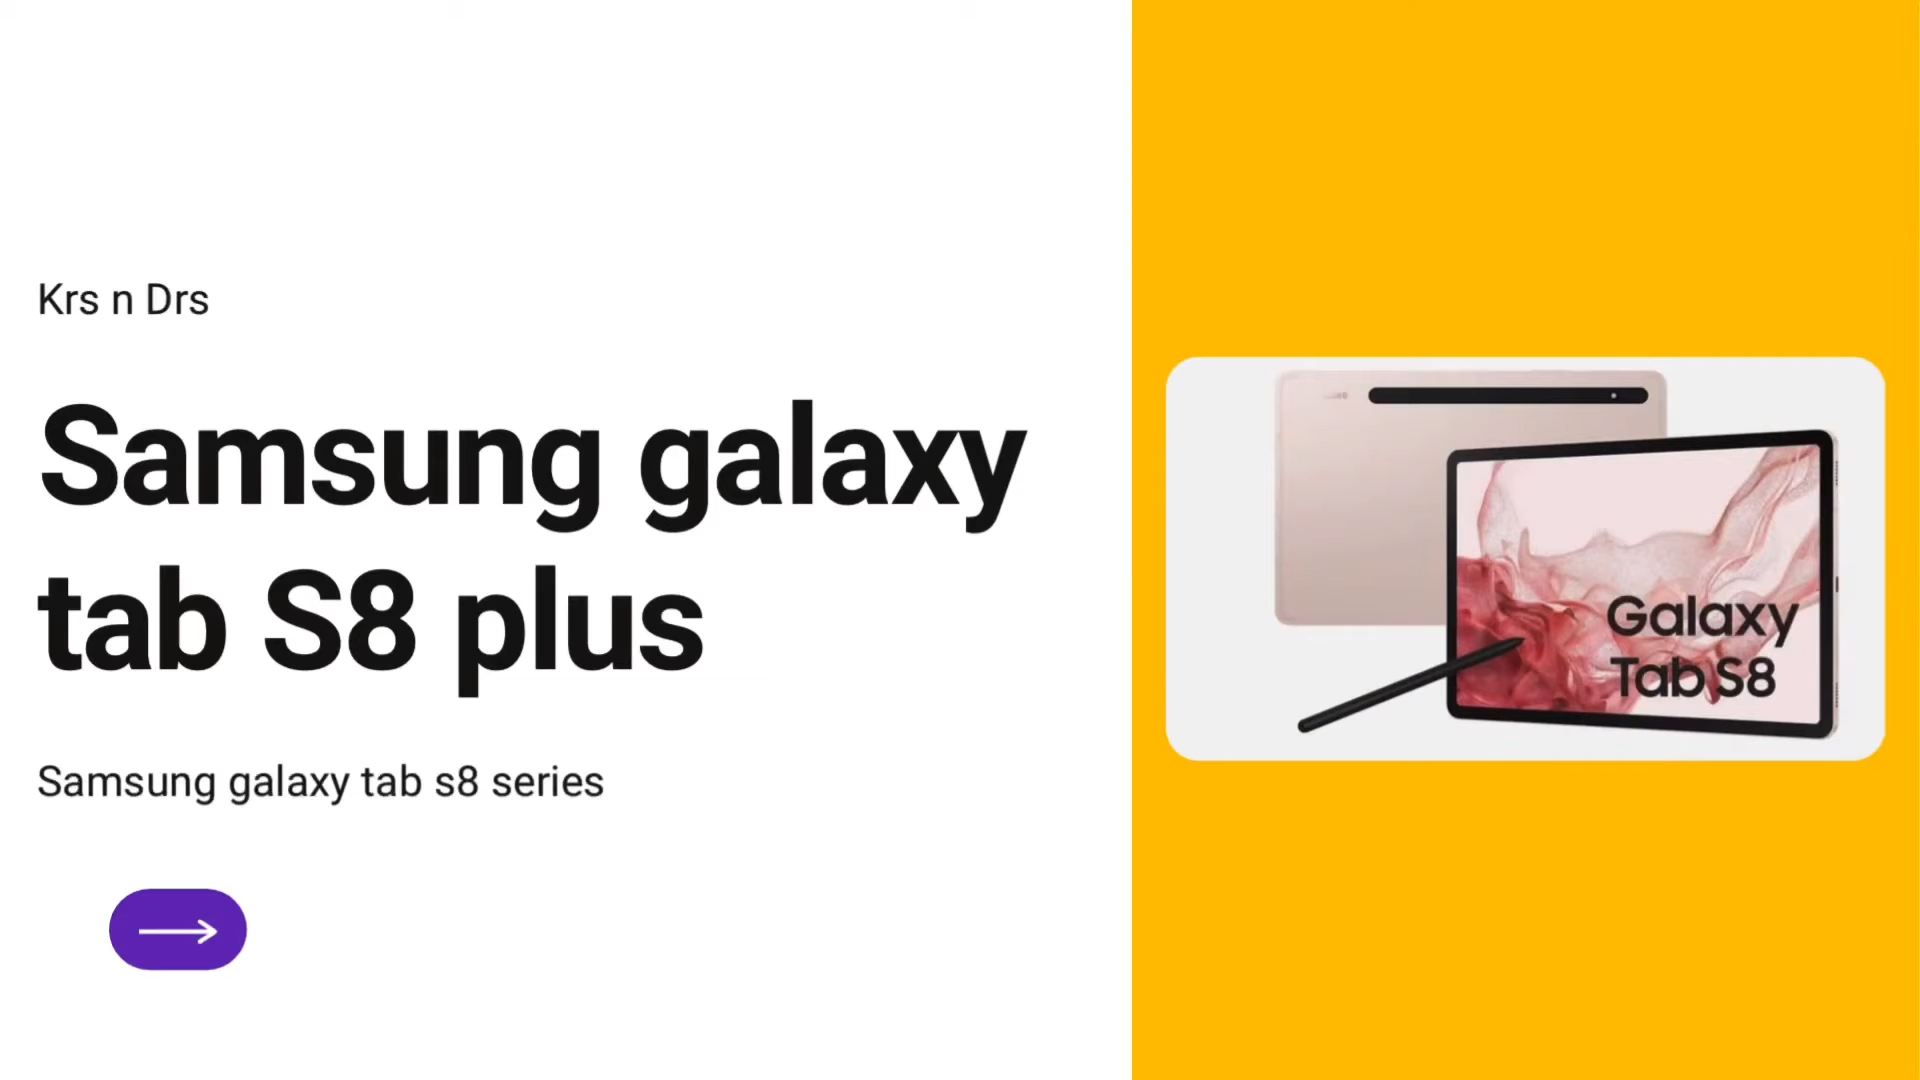 Krs n Drs
Samsung galaxy
tab S8 plus
Samsung galaxy tab s8 series
Galaxy
Tab S8